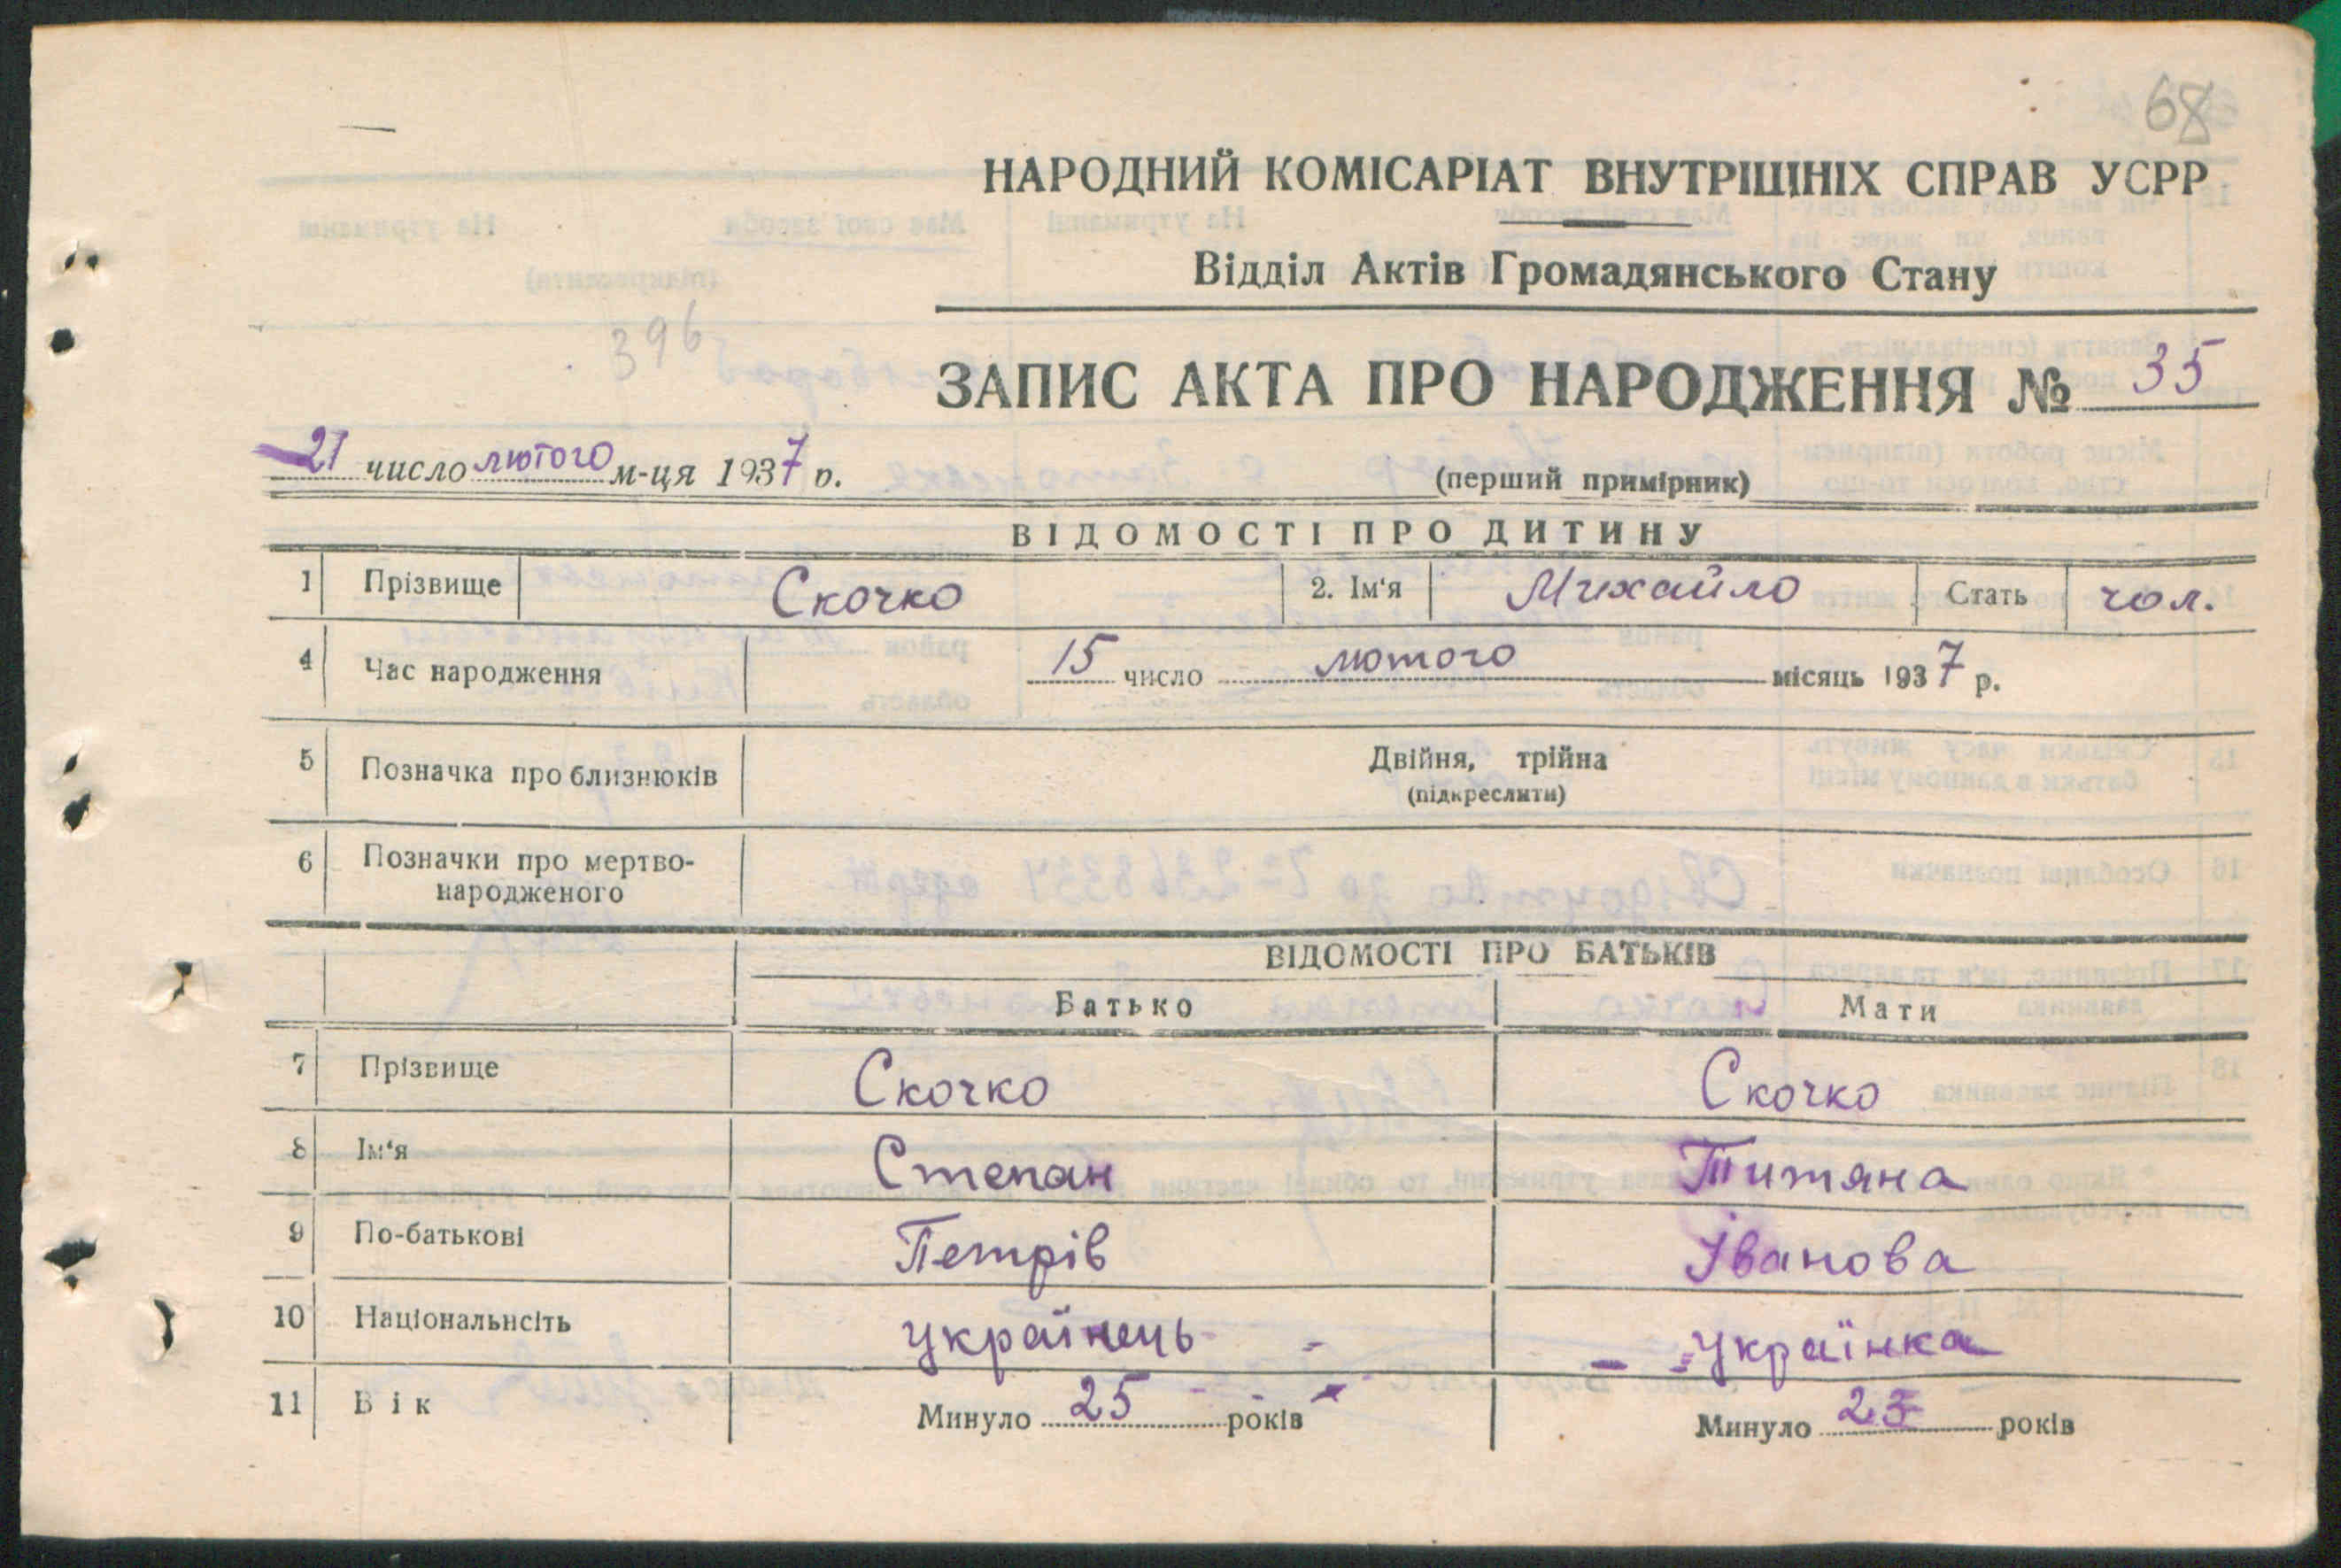 68
НАРОДНИЙ КОМІСАРІАТ ВНУТРІШНІХ СПРАВ УСРР
Відділ Актів Громадянського Стану
396
ЗАПИС АКТА ПРО НАРОДЖЕННЯ № 35
21 число лютого м-ця 1937 р.
(перший примірник)
ВІДОМОСТІ ПРО ДИТИНУ
1 Прізвище Скочко 2. Ім'я Михайло Стать чол.
4 Час народження 15 число лютого місяць 1937 р.
5 Позначка про близнюків Двійня, трійна
(підкреслити)
6 Позначки про мертво-
народженого
ВІДОМОСТІ ПРО БАТЬКІВ
Батько Мати
7 Прізвище Скочко Скочко
8 Ім'я Степан Титяна
9 По-батькові Петрів Іванова
10 Національнсіть українець українка
11 Вік Минуло 25 років Минуло років